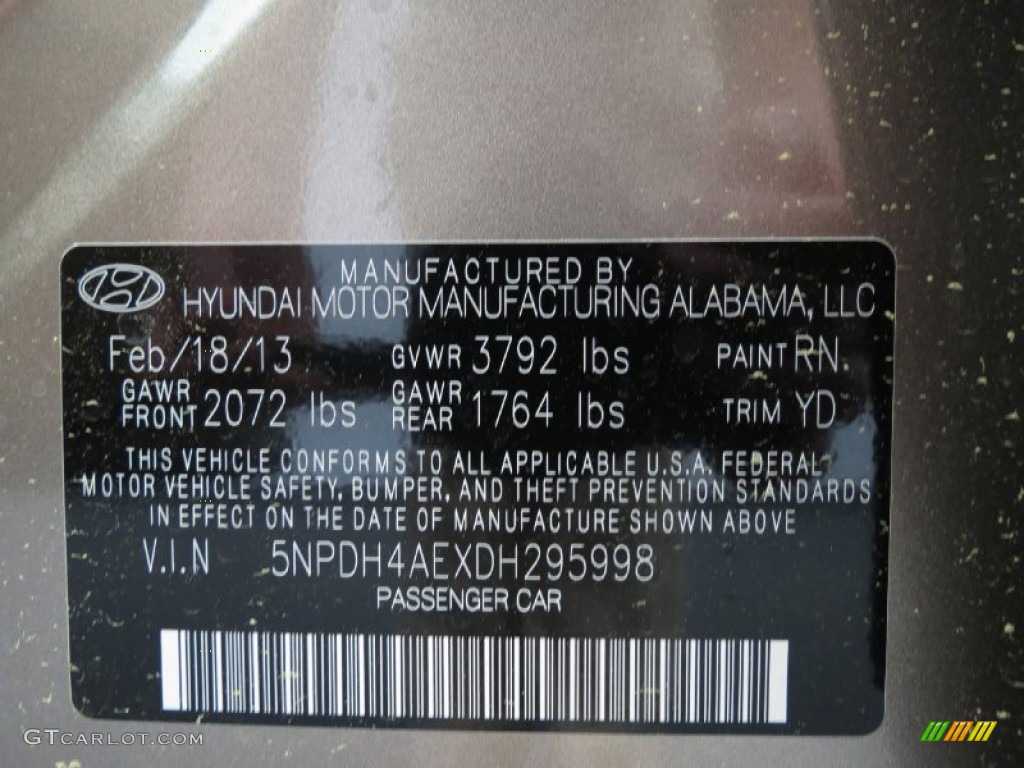 MANUFACTURED BY
HYUNDAI MOTOR MANUFACTURING ALABAMA, LLC
Feb/18/13 GVWR 3792 lbs PAINT RN.
GAWR FRONT 2072 lbs GAWR REAR 1764 lbs TRIM YD
THIS VEHICLE CONFORMS TO ALL APPLICABLE U.S.A. FEDERAL
MOTOR VEHICLE SAFETY, BUMPER, AND THEFT PREVENTION STANDARDS
IN EFFECT ON THE DATE OF MANUFACTURE SHOWN ABOVE
V.I.N 5NPDH4AEXDH295998
PASSENGER CAR
GTCARLOT.COM